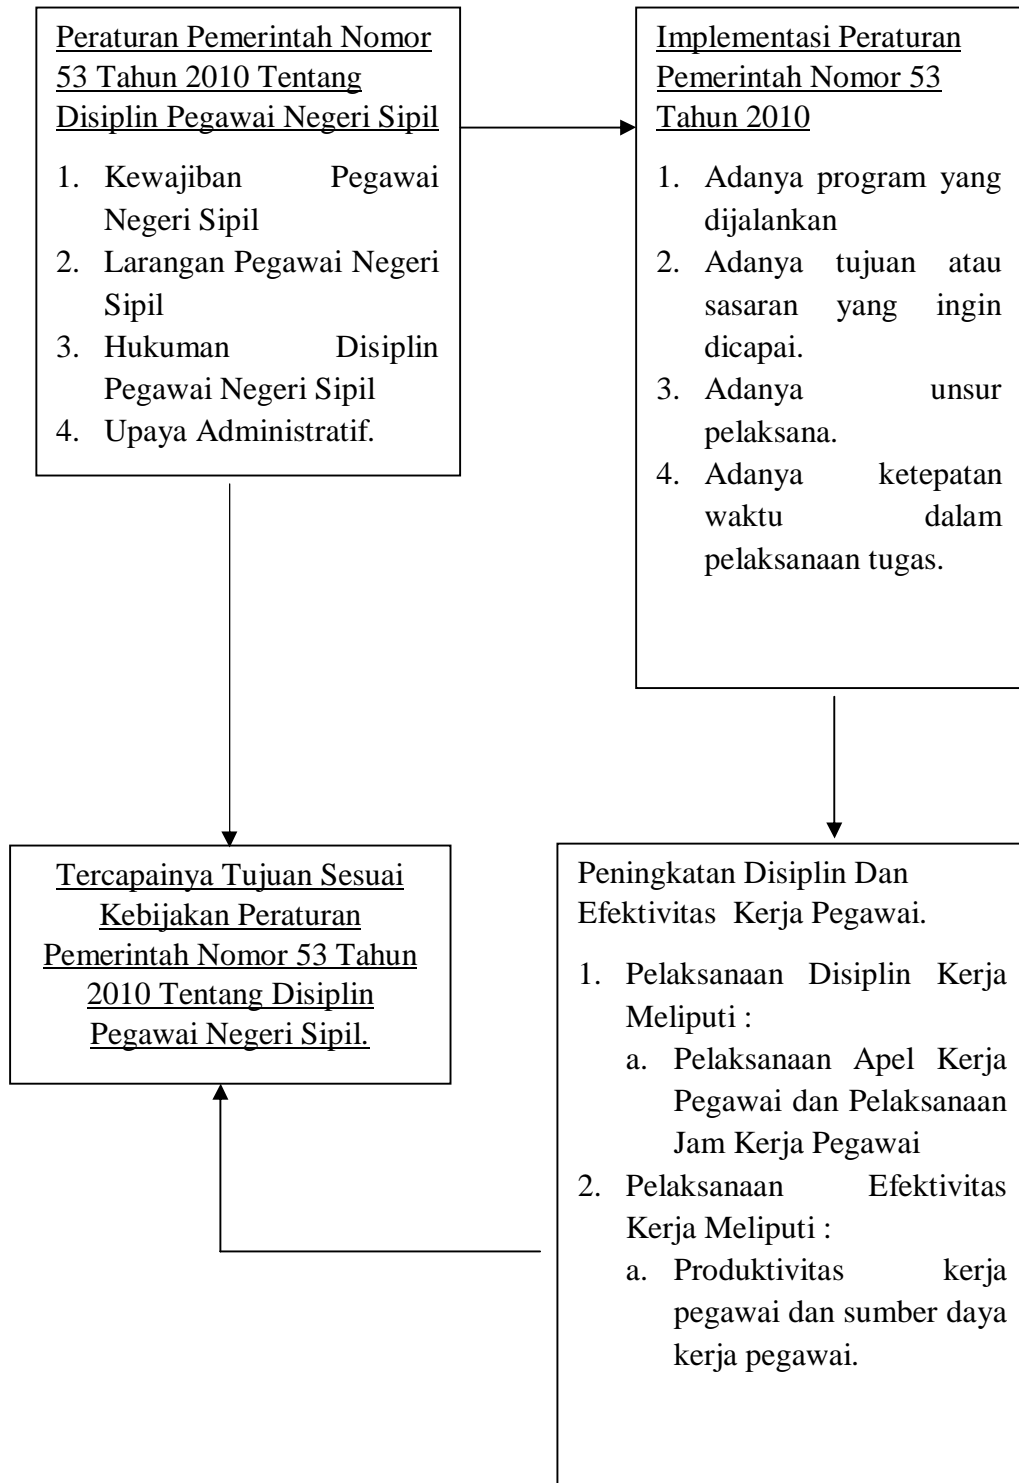 Peraturan Pemerintah Nomor
53 Tahun 2010 Tentang
Disiplin Pegawai Negeri Sipil
1. Kewajiban Pegawai
Negeri Sipil
2. Larangan Pegawai Negeri
Sipil
3. Hukuman Disiplin
Pegawai Negeri Sipil
4. Upaya Administratif.
Implementasi Peraturan
Pemerintah Nomor 53
Tahun 2010
1. Adanya program yang
dijalankan
2. Adanya tujuan atau
sasaran yang ingin
dicapai.
3. Adanya unsur
pelaksana.
4. Adanya ketepatan
waktu dalam
pelaksanaan tugas.
Tercapainya Tujuan Sesuai
Kebijakan Peraturan
Pemerintah Nomor 53 Tahun
2010 Tentang Disiplin
Pegawai Negeri Sipil.
Peningkatan Disiplin Dan
Efektivitas Kerja Pegawai.
1. Pelaksanaan Disiplin Kerja
Meliputi :
a. Pelaksanaan Apel Kerja
Pegawai dan Pelaksanaan
Jam Kerja Pegawai
2. Pelaksanaan Efektivitas
Kerja Meliputi :
a. Produktivitas kerja
pegawai dan sumber daya
kerja pegawai.